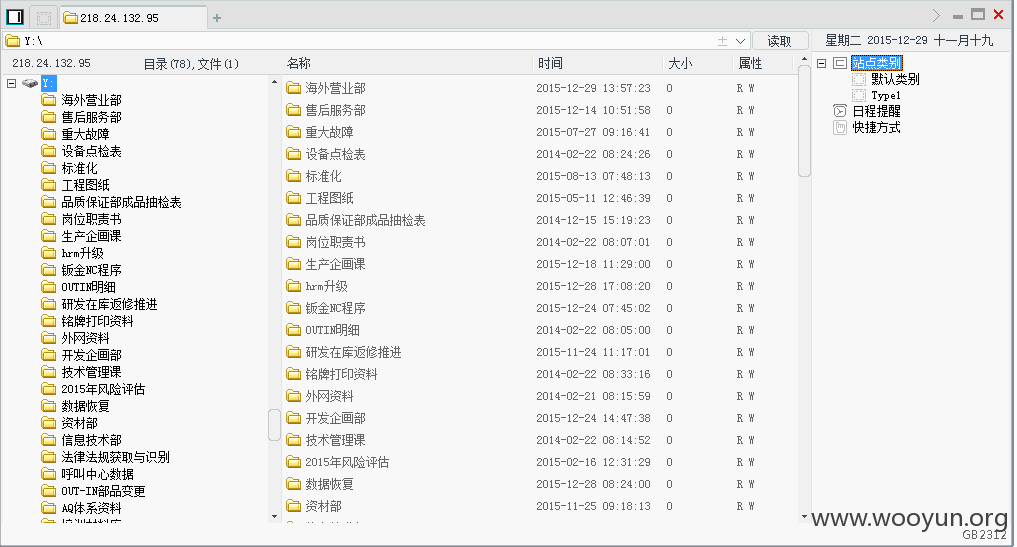 218.24.132.95
Y:\
读取
星期二 2015-12-29 十一月十九
218.24.132.95 目录(78),文件(1)
名称 时间 大小 属性
Y:
海外营业部
售后服务部
重大故障
设备点检表
标准化
工程图纸
品质保证部成品抽检表
岗位职责书
生产企画课
hrm升级
钣金NC程序
OUTIN明细
研发在库返修推进
铭牌打印资料
外网资料
开发企画部
技术管理课
2015年风险评估
数据恢复
资材部
信息技术部
法律法规获取与识别
呼叫中心数据
OUT-IN部品变更
AQ体系资料
海外营业部 2015-12-29 13:57:23 0 R W
售后服务部 2015-12-14 10:51:58 0 R W
重大故障 2015-07-27 09:16:41 0 R W
设备点检表 2014-02-22 08:24:26 0 R W
标准化 2015-08-13 07:48:13 0 R W
工程图纸 2015-05-11 12:46:39 0 R W
品质保证部成品抽检表 2014-12-15 15:19:23 0 R W
岗位职责书 2014-02-22 08:07:01 0 R W
生产企画课 2015-12-18 11:29:00 0 R W
hrm升级 2015-12-28 17:08:20 0 R W
钣金NC程序 2015-12-24 07:45:02 0 R W
OUTIN明细 2014-02-22 08:05:00 0 R W
研发在库返修推进 2015-11-24 11:17:01 0 R W
铭牌打印资料 2014-02-22 08:33:16 0 R W
外网资料 2014-02-21 08:15:59 0 R W
开发企画部 2015-12-24 14:47:38 0 R W
技术管理课 2014-02-22 08:14:52 0 R W
2015年风险评估 2015-02-16 12:31:29 0 R W
数据恢复 2015-12-28 08:24:00 0 R W
资材部 2015-11-25 09:18:13 0 R W
站点类别
默认类别
Type1
日程提醒
快捷方式
www.wooyun.org
GB2312